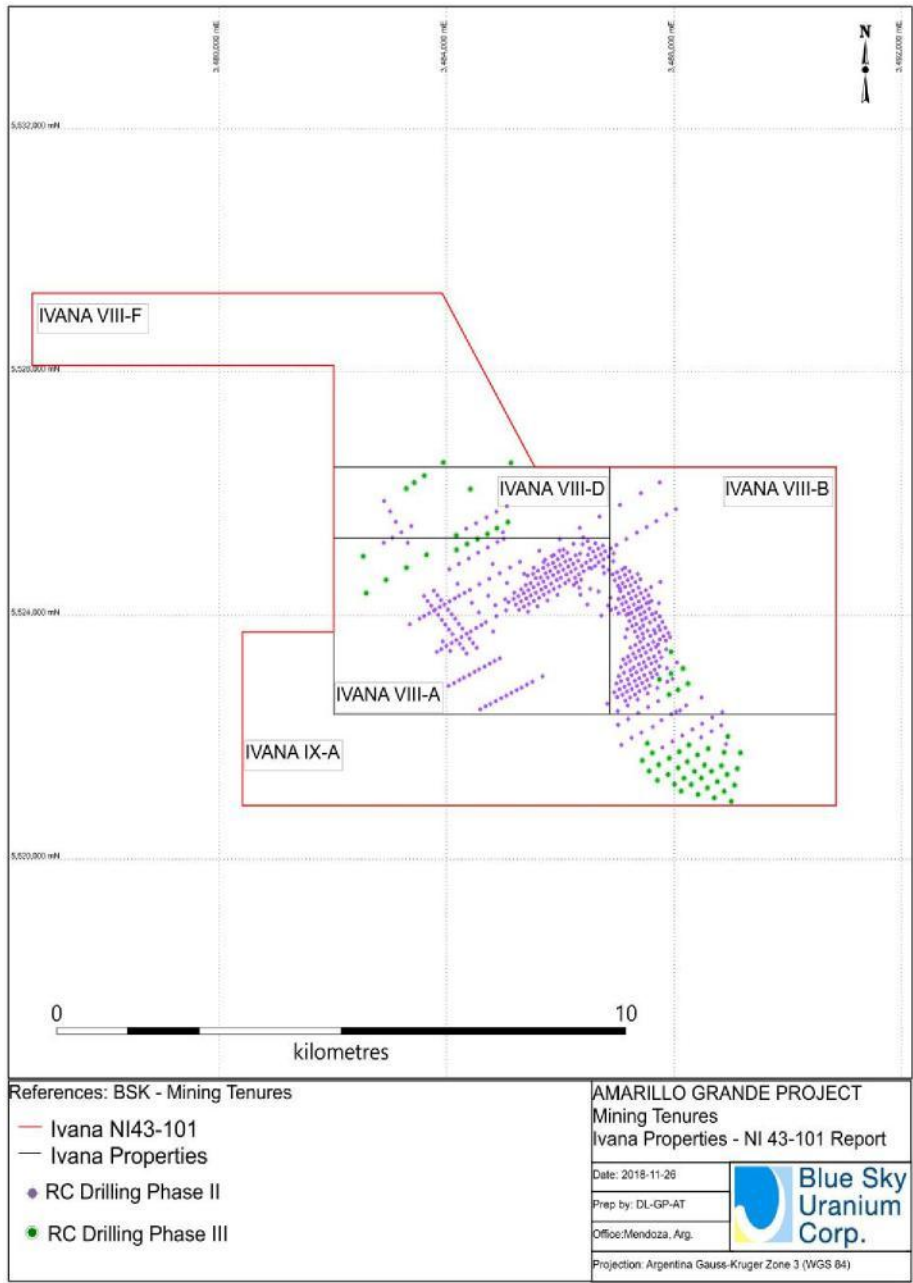 3,480,000 mE
3,484,000 mE
3,488,000 mE
3,492,000 mE
N
5,532,000 mN
IVANA VIII-F
5,528,000 mN
IVANA VIII-D
IVANA VIII-B
5,524,000 mN
IVANA VIII-A
IVANA IX-A
5,520,000 mN
0
10
kilometres
References: BSK - Mining Tenures
Ivana NI43-101
Ivana Properties
RC Drilling Phase II
RC Drilling Phase III
AMARILLO GRANDE PROJECT
Mining Tenures
Ivana Properties - NI 43-101 Report
Date: 2018-11-26
Prep by: DL-GP-AT
Office:Mendoza, Arg.
Blue Sky
Uranium
Corp.
Projection: Argentina Gauss-Kruger Zone 3 (WGS 84)